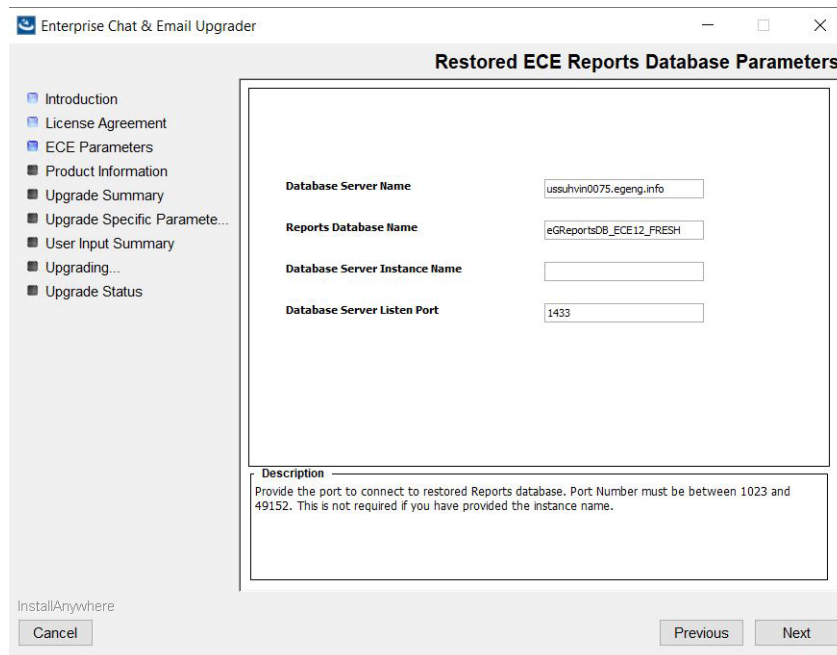 Enterprise Chat & Email Upgrader
Restored ECE Reports Database Parameters
Introduction
License Agreement
ECE Parameters
Product Information
Upgrade Summary
Upgrade Specific Paramete...
User Input Summary
Upgrading...
Upgrade Status
Database Server Name
ussuhvin0075.egeng.info
Reports Database Name
eGReportsDB_ECE12_FRESH
Database Server Instance Name
Database Server Listen Port
1433
Description
Provide the port to connect to restored Reports database. Port Number must be between 1023 and
49152. This is not required if you have provided the instance name.
InstallAnywhere
Cancel
Previous
Next